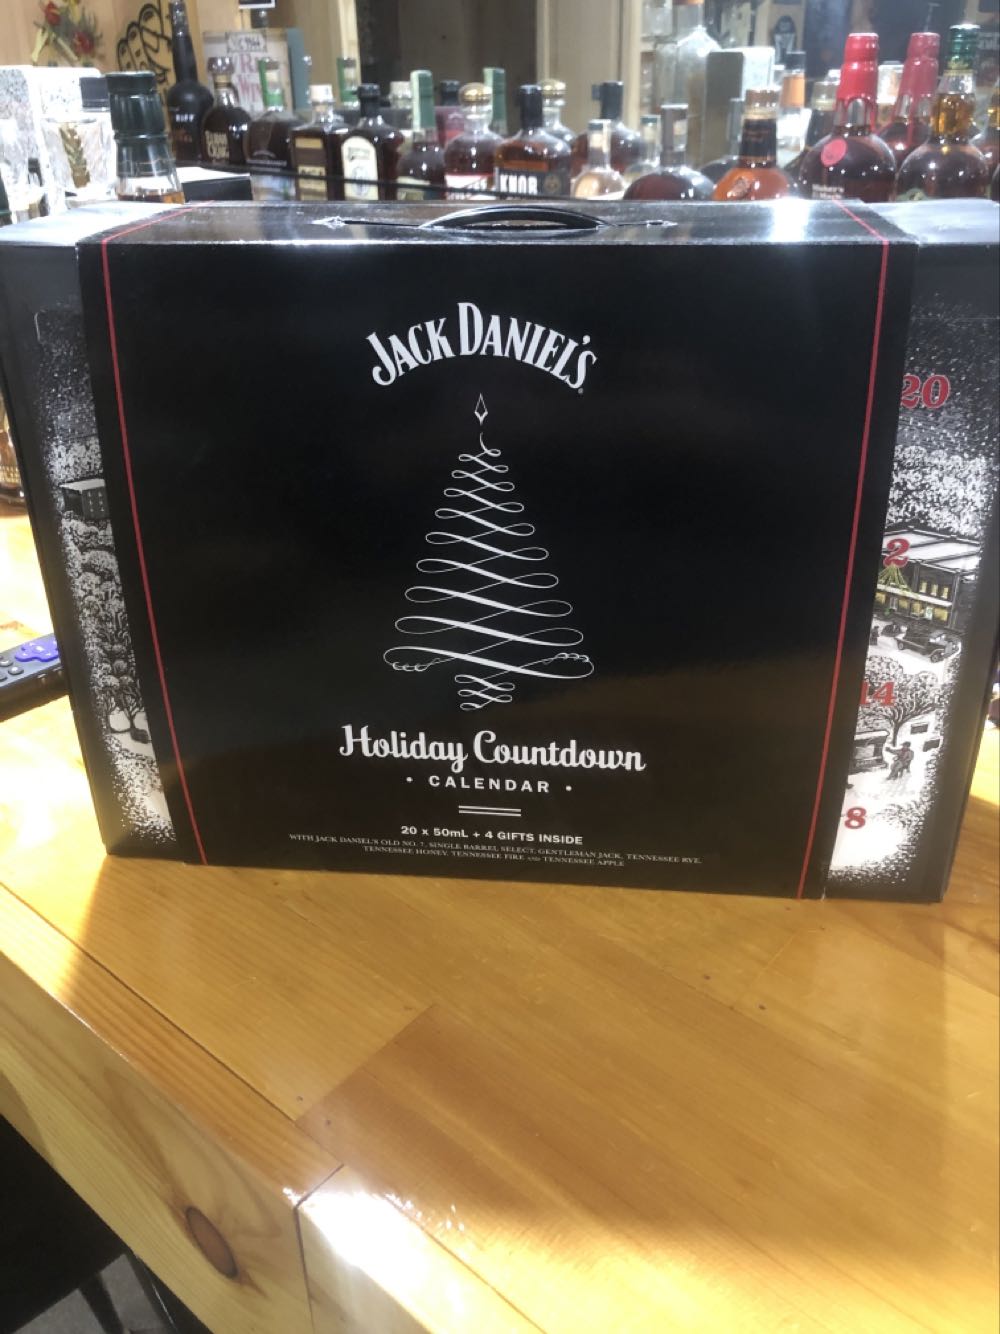 JACK DANIEL'S
Holiday Countdown
• CALENDAR •
20 x 50mL + 4 GIFTS INSIDE
WITH JACK DANIEL'S OLD NO. 7, SINGLE BARREL SELECT, GENTLEMAN JACK, TENNESSEE RYE,
TENNESSEE HONEY, TENNESSEE FIRE AND TENNESSEE APPLE
20
2
14
8
KNOB